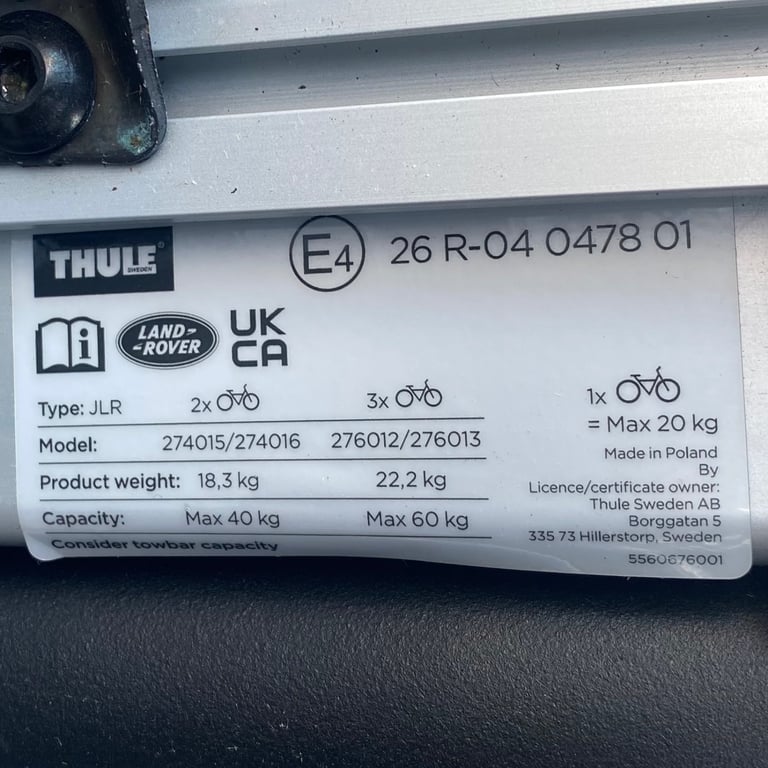 THULE
SWEDEN
E4 26 R-04 0478 01
i LAND-ROVER UK CA
Type: JLR 2x 3x
Model: 274015/274016 276012/276013
Product weight: 18,3 kg 22,2 kg
Capacity: Max 40 kg Max 60 kg
Consider towbar capacity
1x
= Max 20 kg
Made in Poland
By
Licence/certificate owner:
Thule Sweden AB
Borggatan 5
335 73 Hillerstorp, Sweden
5560676001